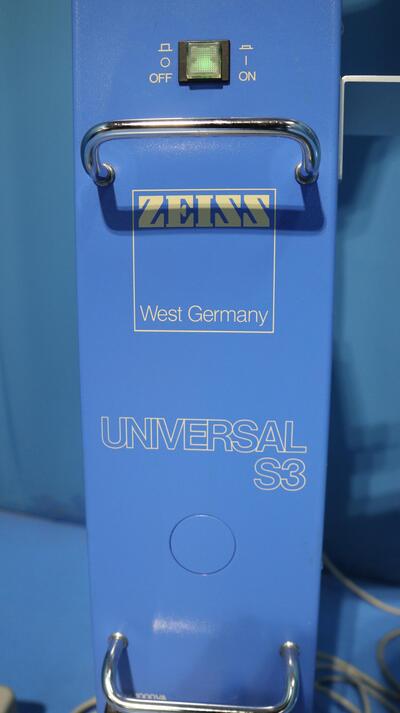 O I
OFF ON
ZEISS
West Germany
UNIVERSAL
S3